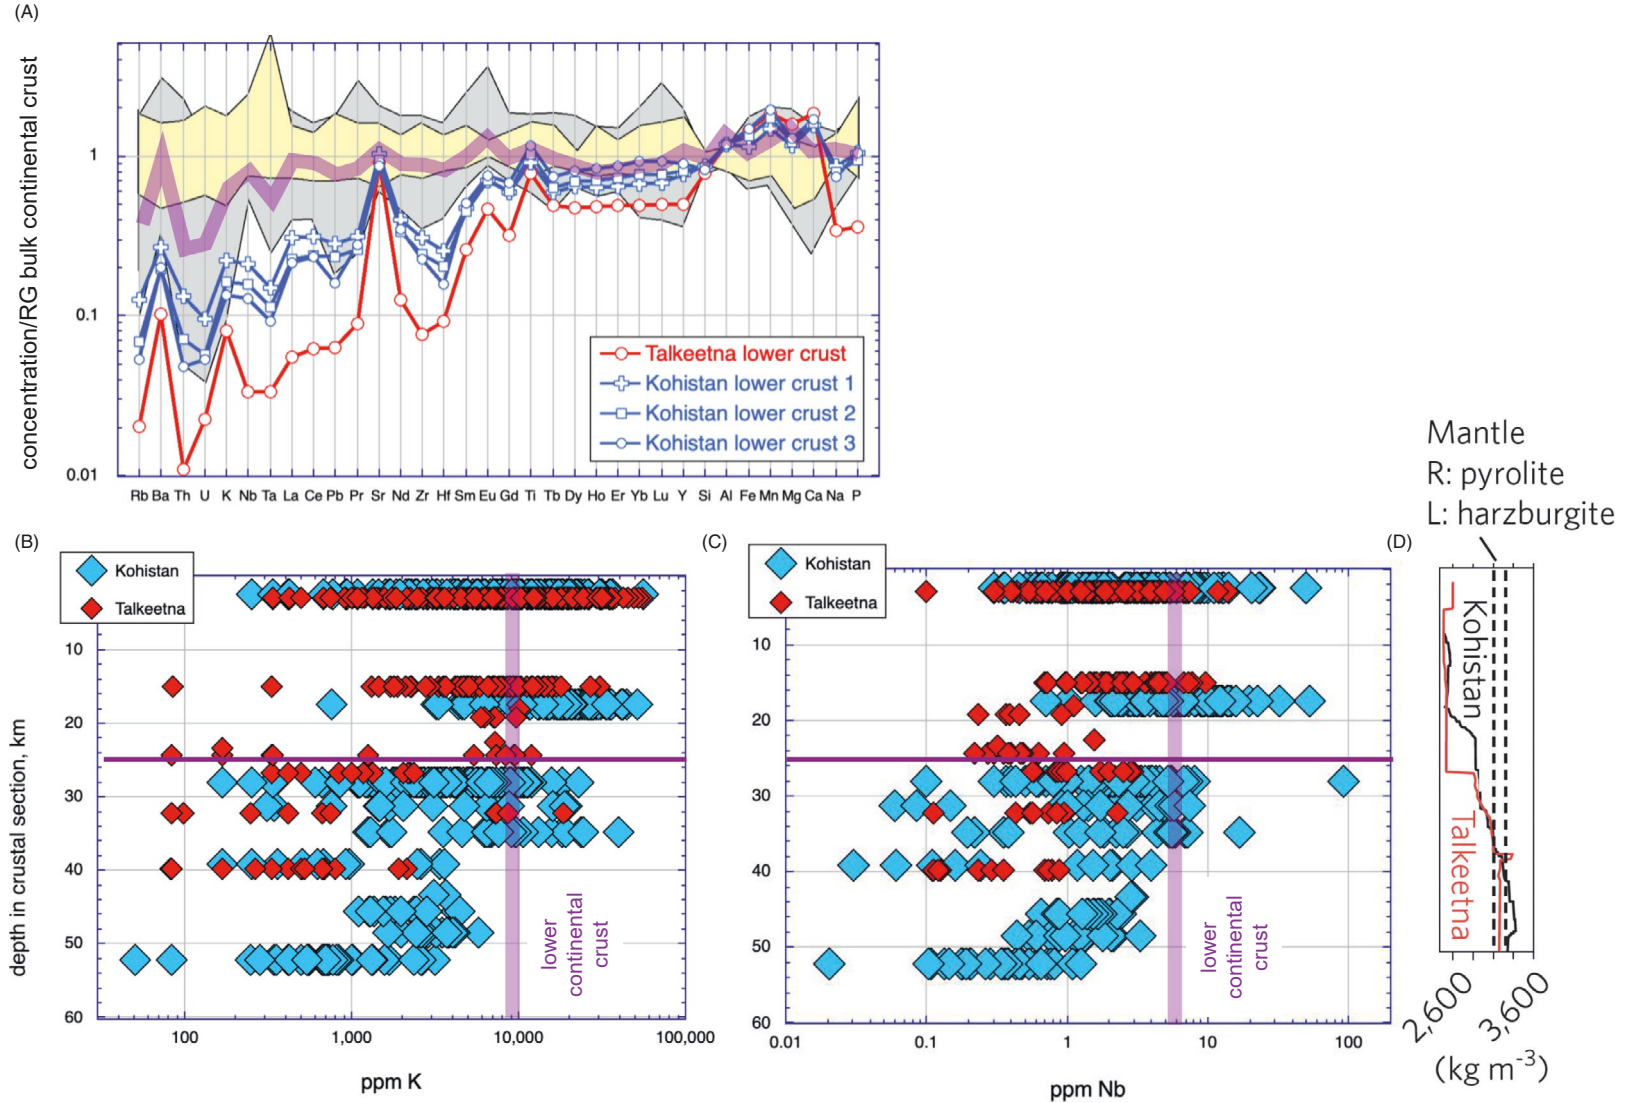 (A)
concentration/RG bulk continental crust
1
0.1
0.01
Talkeetna lower crust
Kohistan lower crust 1
Kohistan lower crust 2
Kohistan lower crust 3
Rb Ba Th U K Nb Ta La Ce Pb Pr Sr Nd Zr Hf Sm Eu Gd Ti Tb Dy Ho Er Yb Lu Y Si Al Fe Mn Mg Ca Na P
Mantle
R: pyrolite
L: harzburgite
(B)
Kohistan
Talkeetna
depth in crustal section, km
10
20
30
40
50
60
lower
continental
crust
100 1,000 10,000 100,000
ppm K
(C)
Kohistan
Talkeetna
10
20
30
40
50
60
lower
continental
crust
0.01 0.1 1 10 100
ppm Nb
(D)
Kohistan
Talkeetna
2,600 3,600
(kg m-3)